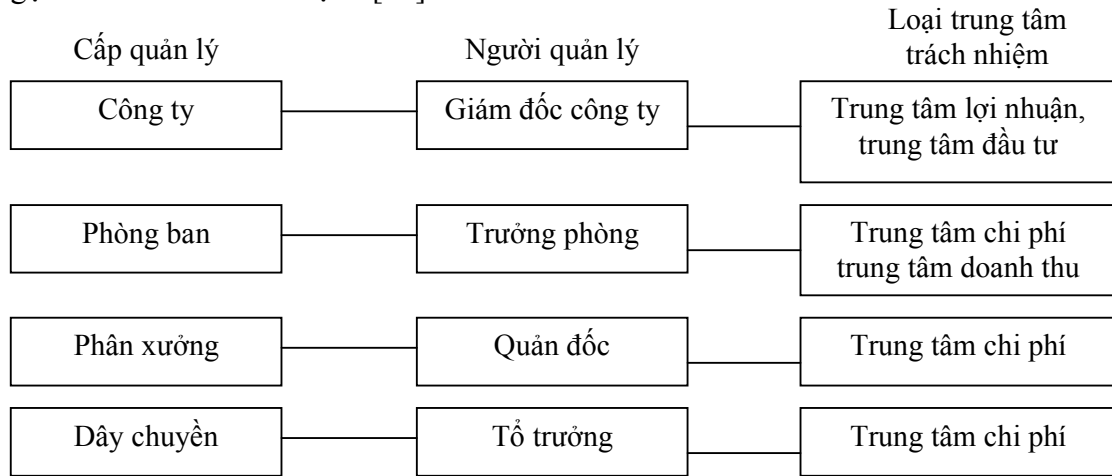 Loại trung tâm
Cấp quản lý Người quản lý trách nhiệm
Công ty Giám đốc công ty Trung tâm lợi nhuận,
trung tâm đầu tư
Phòng ban Trưởng phòng Trung tâm chi phí
trung tâm doanh thu
Phân xưởng Quản đốc Trung tâm chi phí
Dây chuyền Tổ trưởng Trung tâm chi phí